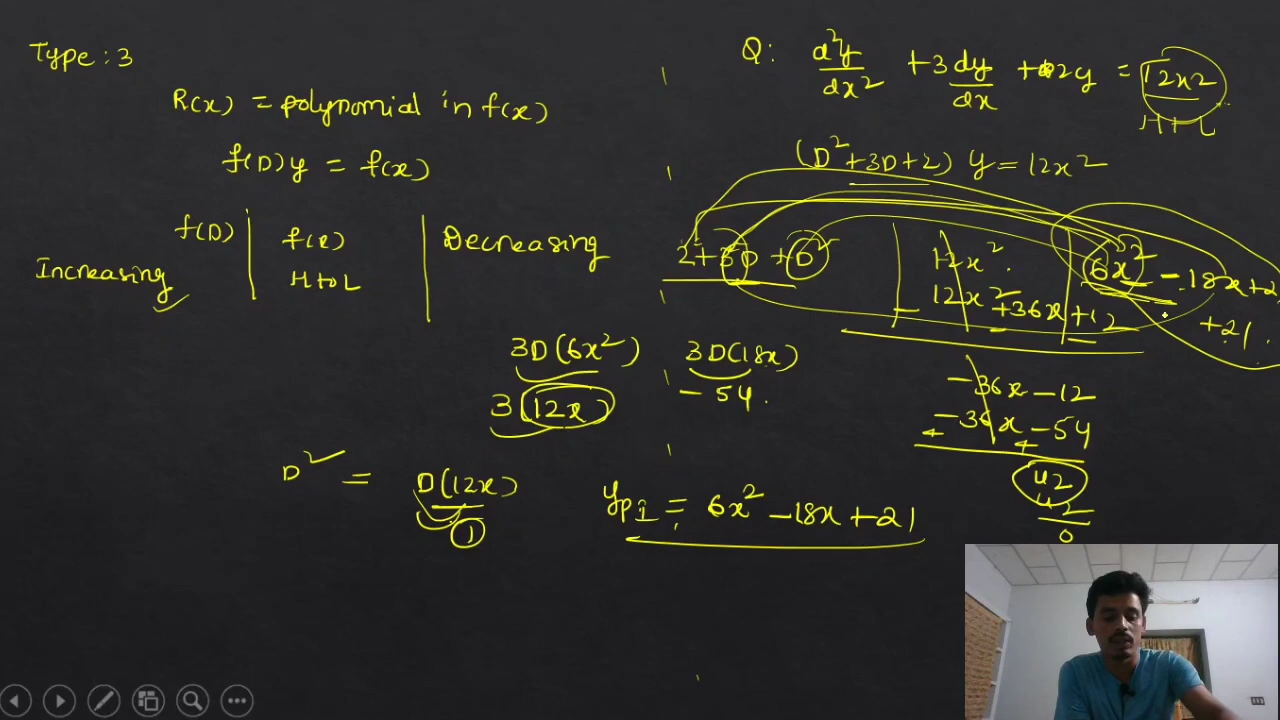 Type : 3
R(x) = polynomial in f(x)
f(D)y = f(x)
f(D) | f(x) | Decreasing
Increasing H to L
Q: d²y/dx² + 3 dy/dx + 2y = 12x²
H t L
(D² + 3D + 2) y = 12x²
2 + 3D + D² | 12x² | 6x² - 18x + 2
12x² + 36x + 12
+ 21
- 36x - 12
- 36x - 54
+ +
42
42
0
3D(6x²) 3D(18x)
3(12x) - 54
D² = D(12x)
1
yPI = 6x² - 18x + 21